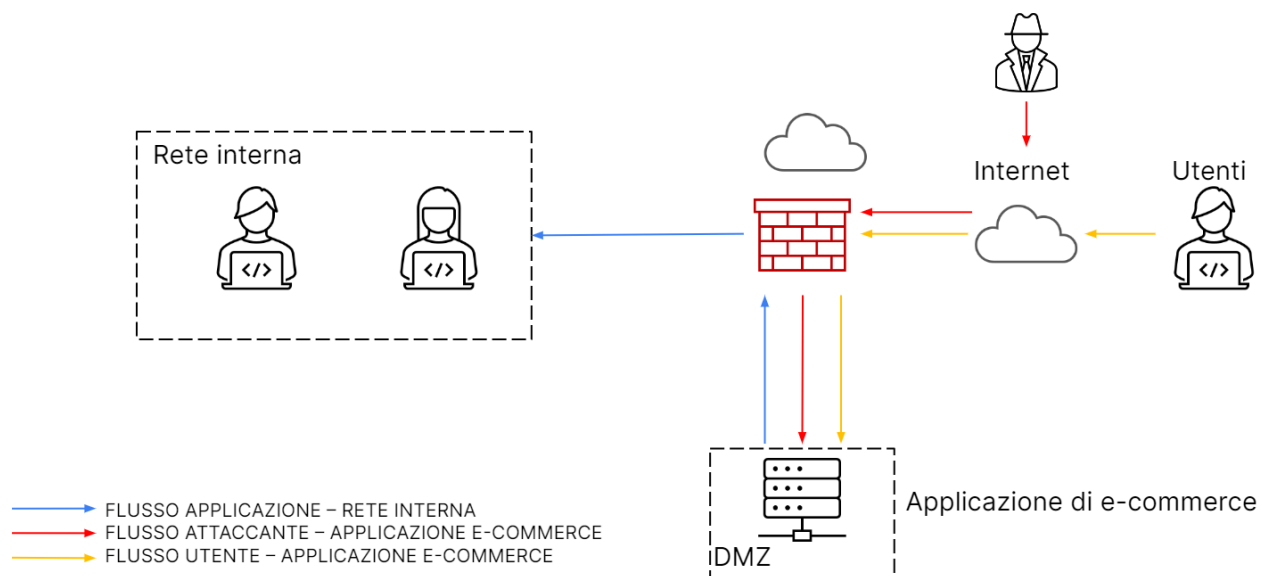 Rete interna
Internet
Utenti
</>
</>
</>
Applicazione di e-commerce
DMZ
FLUSSO APPLICAZIONE – RETE INTERNA
FLUSSO ATTACCANTE – APPLICAZIONE E-COMMERCE
FLUSSO UTENTE – APPLICAZIONE E-COMMERCE